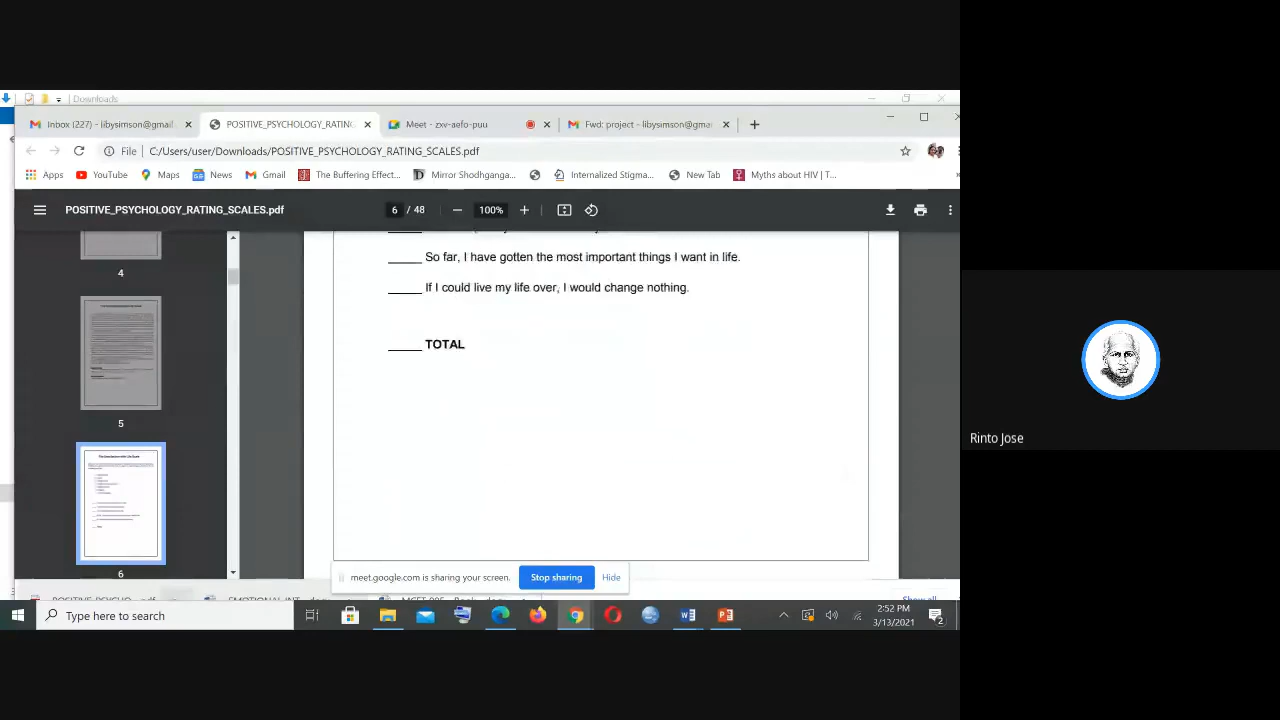 Downloads
Inbox (227) - libysimson@gmail
POSITIVE_PSYCHOLOGY_RATING
Meet - zxv-aefo-puu
Fwd: project - libysimson@gmai
File
C:/Users/user/Downloads/POSITIVE_PSYCHOLOGY_RATING_SCALES.pdf
Apps
YouTube
Maps
News
Gmail
The Buffering Effect...
Mirror Shodhganga...
Internalized Stigma...
New Tab
Myths about HIV | T...
POSITIVE_PSYCHOLOGY_RATING_SCALES.pdf
6 / 48
100%
4
5
6
_____ So far, I have gotten the most important things I want in life.
_____ If I could live my life over, I would change nothing.
_____ TOTAL
Rinto Jose
meet.google.com is sharing your screen.
Stop sharing
Hide
Type here to search
2:52 PM
3/13/2021
2